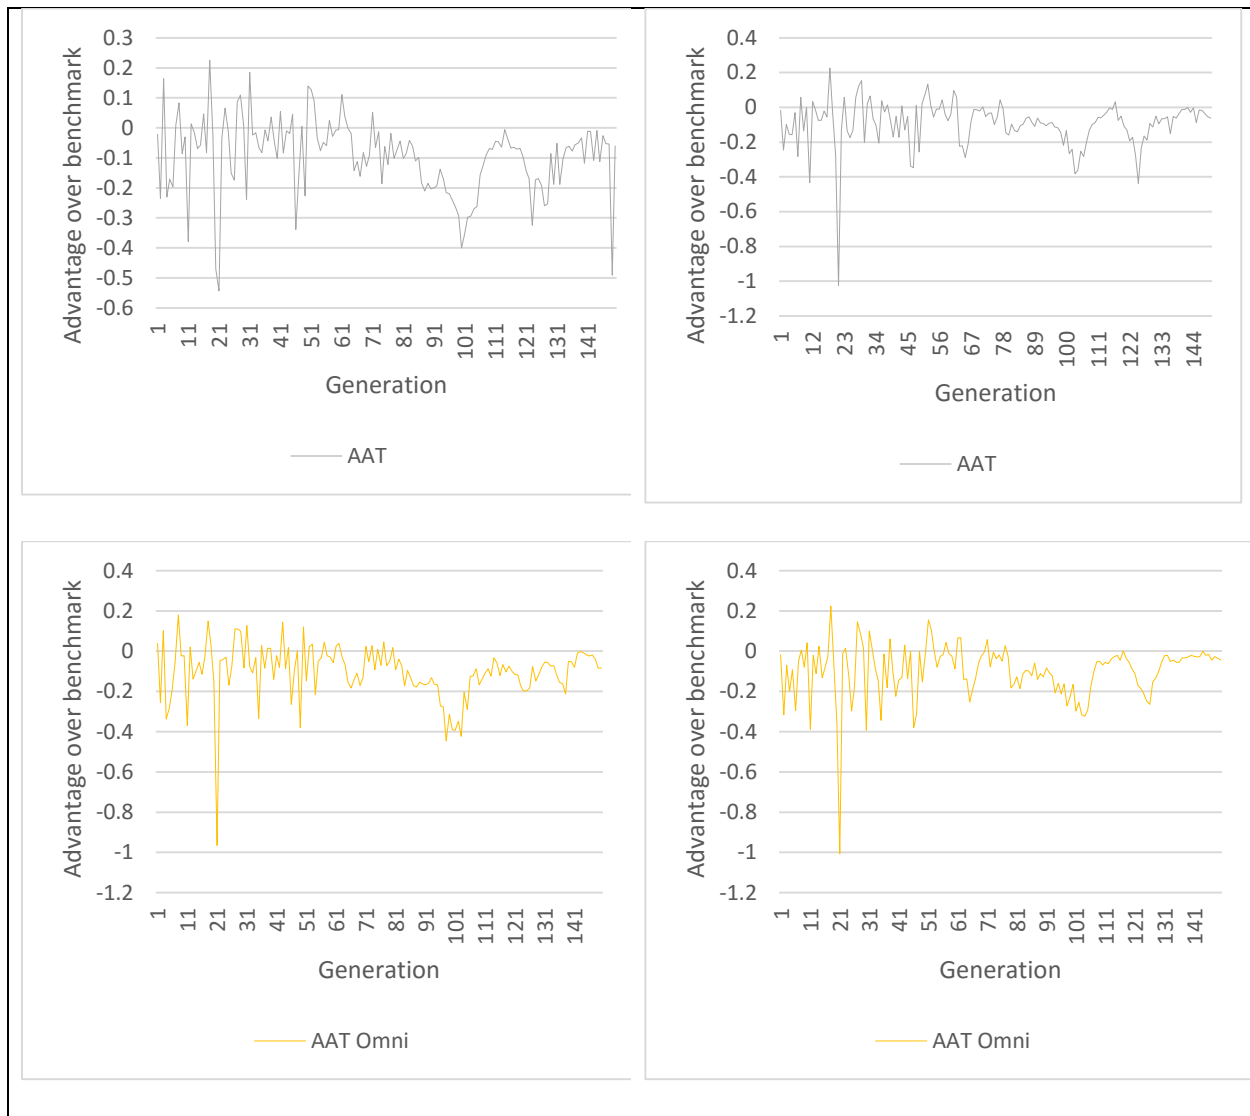 Advantage over benchmark
0.3
0.2
0.1
0
-0.1
-0.2
-0.3
-0.4
-0.5
-0.6
1 11 21 31 41 51 61 71 81 91 101 111 121 131 141
Generation
AAT
Advantage over benchmark
0.4
0.2
0
-0.2
-0.4
-0.6
-0.8
-1
-1.2
1 12 23 34 45 56 67 78 89 100 111 122 133 144
Generation
AAT
Advantage over benchmark
0.4
0.2
0
-0.2
-0.4
-0.6
-0.8
-1
-1.2
1 11 21 31 41 51 61 71 81 91 101 111 121 131 141
Generation
AAT Omni
Advantage over benchmark
0.4
0.2
0
-0.2
-0.4
-0.6
-0.8
-1
-1.2
1 11 21 31 41 51 61 71 81 91 101 111 121 131 141
Generation
AAT Omni